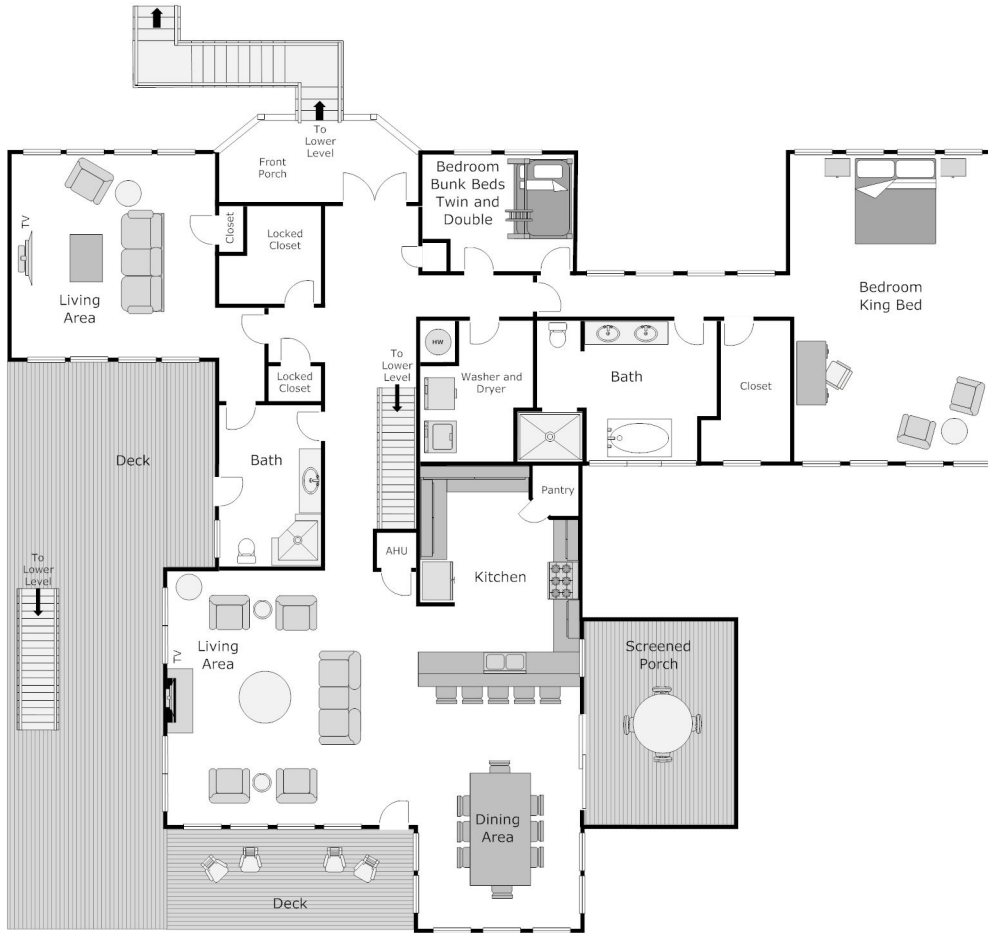 To
Lower
Level
Front
Porch
Bedroom
Bunk Beds
Twin and
Double
TV
Closet
Locked
Closet
Living
Area
Bedroom
King Bed
To
Lower
Level
HW
Washer and
Dryer
Locked
Closet
Bath
Closet
Deck
Bath
Pantry
AHU
Kitchen
To
Lower
Level
TV
Living
Area
Screened
Porch
Dining
Area
Deck